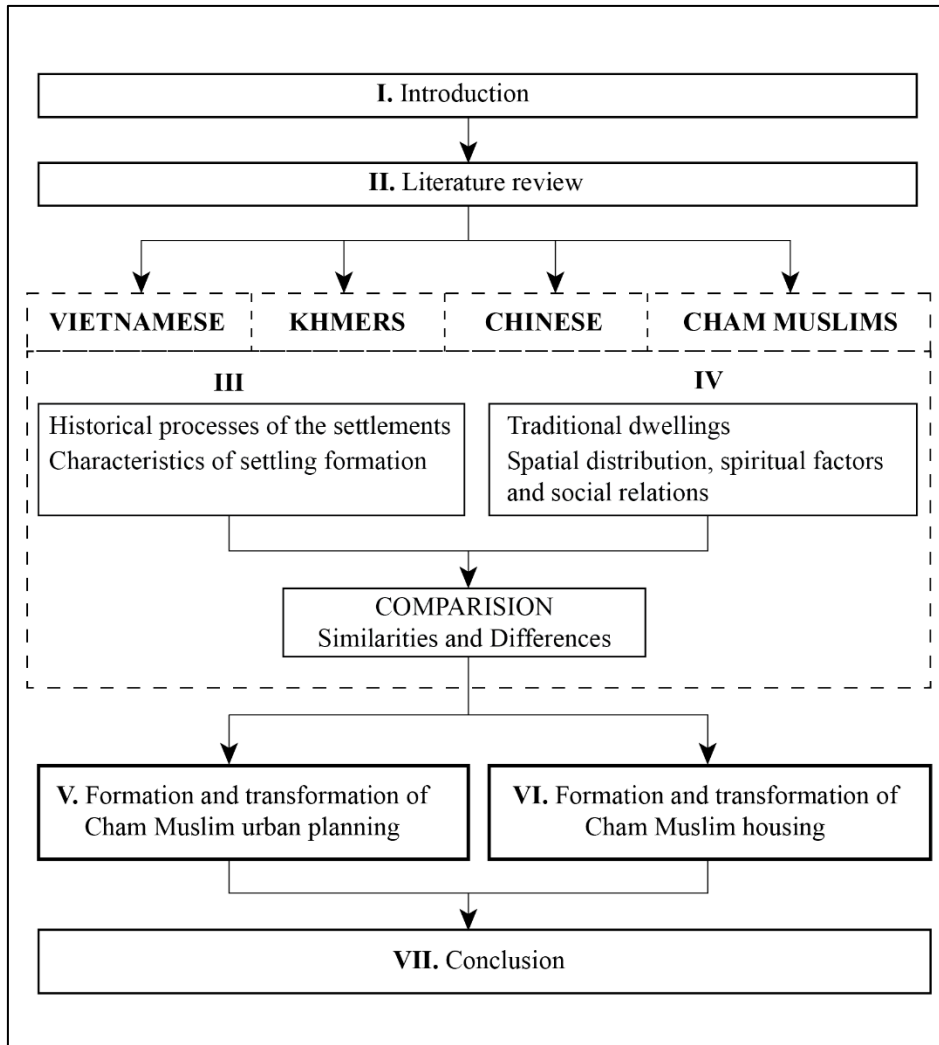 I. Introduction
II. Literature review
VIETNAMESE
KHMERS
CHINESE
CHAM MUSLIMS
III
Historical processes of the settlements
Characteristics of settling formation
IV
Traditional dwellings
Spatial distribution, spiritual factors
and social relations
COMPARISION
Similarities and Differences
V. Formation and transformation of
Cham Muslim urban planning
VI. Formation and transformation of
Cham Muslim housing
VII. Conclusion